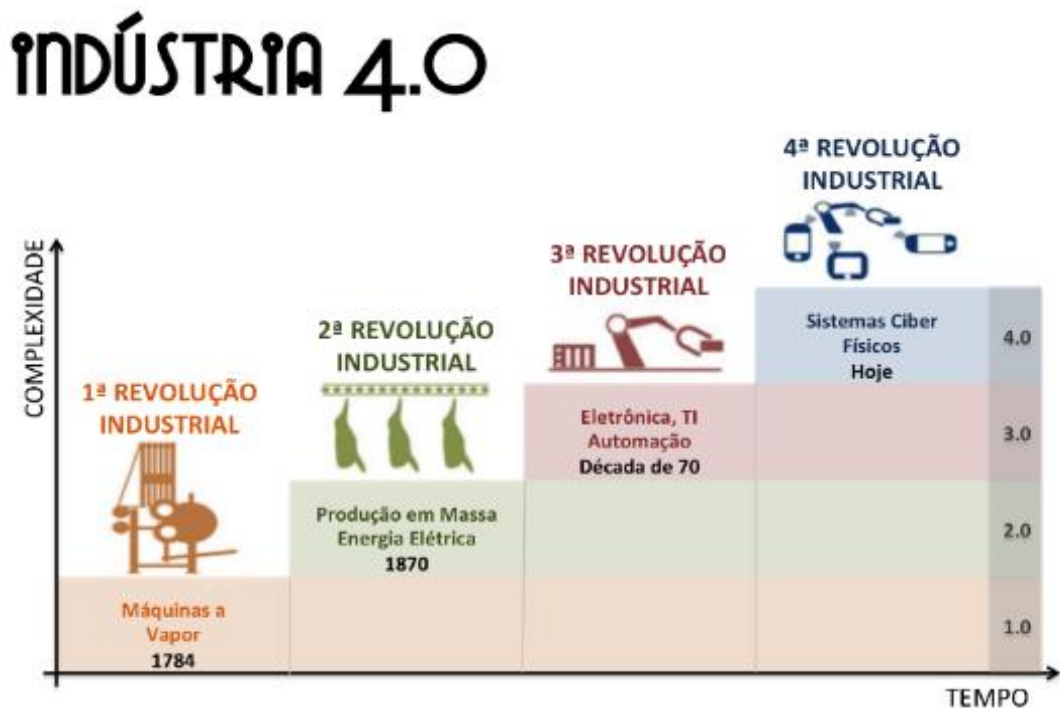 INDÚSTRIA 4.0
4ª REVOLUÇÃO
INDUSTRIAL
3ª REVOLUÇÃO
INDUSTRIAL
2ª REVOLUÇÃO
INDUSTRIAL
1ª REVOLUÇÃO
INDUSTRIAL
COMPLEXIDADE
Sistemas Ciber
Físicos
Hoje
4.0
Eletrônica, TI
Automação
Década de 70
3.0
Produção em Massa
Energia Elétrica
1870
2.0
Máquinas a
Vapor
1784
1.0
TEMPO